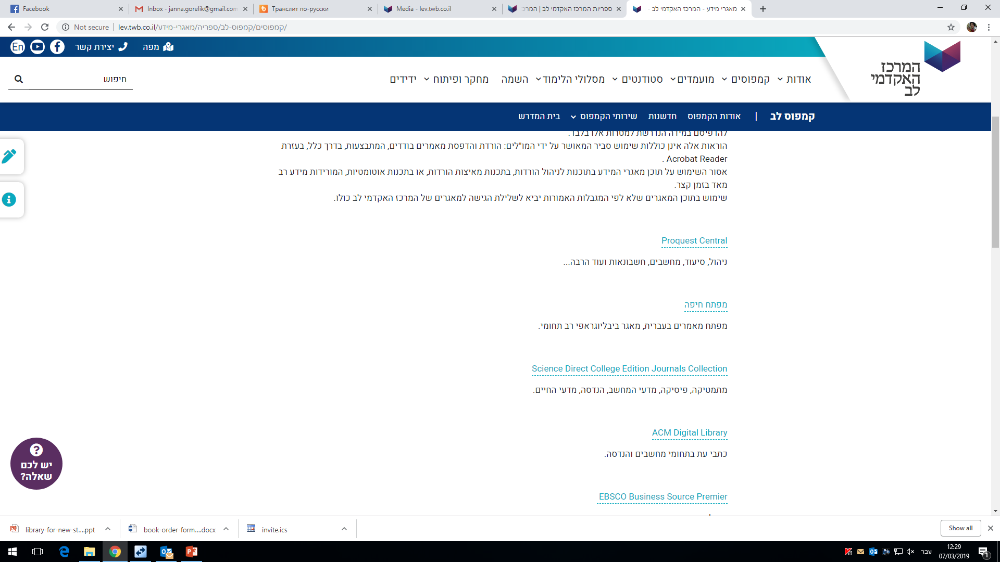 Facebook
Inbox - janna.gorelik@gmail.com
Транслит по-русски
Media - lev.twb.co.il
ספריות המרכז האקדמי לב | המרכ
מאגרי מידע - המרכז האקדמי לב -
Not secure
lev.twb.co.il/קמפוסים/קמפוס-לב/ספריה/מאגרי-מידע/
מפה
יצירת קשר
En
המרכז
האקדמי
לב
אודות
קמפוסים
מועמדים
סטודנטים
מסלולי הלימוד
השמה
מחקר ופיתוח
ידידים
חיפוש
קמפוס לב | אודות הקמפוס חדשנות שירותי הקמפוס בית המדרש
להדפיסם במידה הנדרשת למטרות אלו בלבד.
הוראות אלה אינן כוללות שימוש סביר המאושר על ידי המו"לים: הורדת והדפסת מאמרים בודדים, המתבצעות, בדרך כלל, בעזרת
Acrobat Reader .
אסור השימוש על תוכן מאגרי המידע בתוכנות לניהול הורדות, בתכנות מאיצות הורדות, או בתכנות אוטומטיות, המורידות מידע רב
מאד בזמן קצר.
שימוש בתוכן המאגרים שלא לפי המגבלות האמורות יביא לשלילת הגישה למאגרים של המרכז האקדמי לב כולו.
Proquest Central
ניהול, סיעוד, מחשבים, חשבונאות ועוד הרבה...
מפתח חיפה
מפתח מאמרים בעברית, מאגר ביבליוגראפי רב תחומי.
Science Direct College Edition Journals Collection
מתמטיקה, פיסיקה, מדעי המחשב, הנדסה, מדעי החיים.
ACM Digital Library
כתבי עת בתחומי מחשבים והנדסה.
EBSCO Business Source Premier
יש לכם
שאלה?
library-for-new-st....ppt
book-order-form....docx
invite.ics
Show all
עבר
12:29
07/03/2019
1